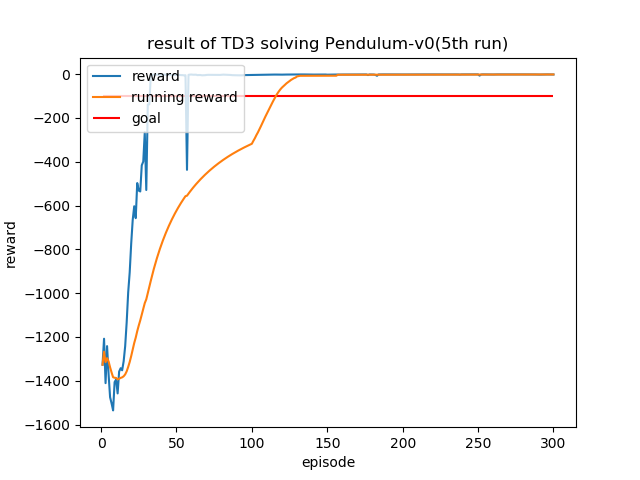 result of TD3 solving Pendulum-v0(5th run)
reward
running reward
goal
0
−200
−400
−600
−800
−1000
−1200
−1400
−1600
reward
0
50
100
150
200
250
300
episode